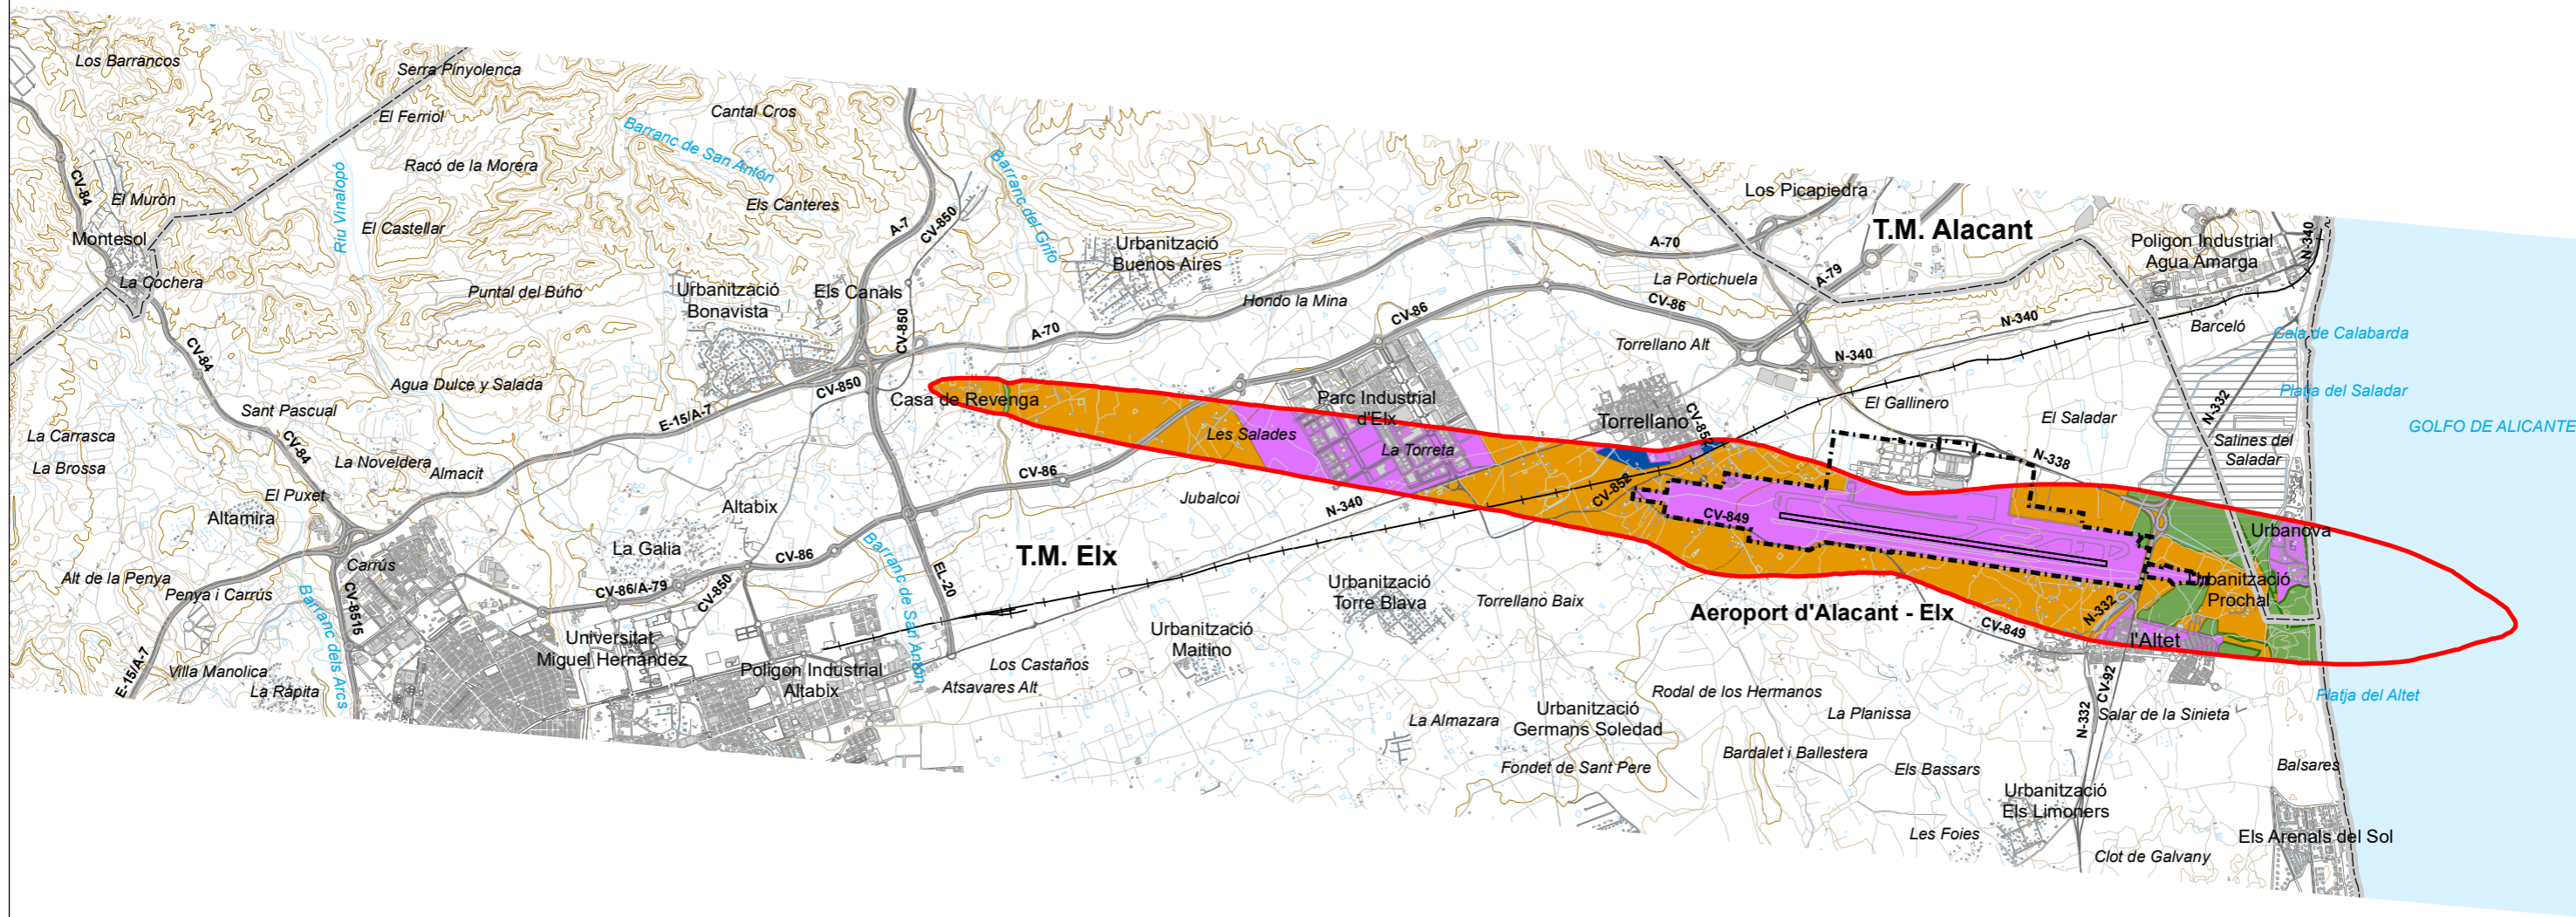 Los Barrancos
Serra Pinyolenca
El Ferriol
Cantal Cros
Barranc de San Antón
Racó de la Morera
Riu Vinalopó
Barranc del Grifo
CV-84
El Murón
Els Canteres
Montesol
El Castellar
A-7
CV-850
Urbanització
Buenos Aires
Los Picapiedra
T.M. Alacant
A-70
Poligon Industrial
Agua Amarga
N-340
La Cochera
Puntal del Búho
Urbanització
Bonavista
Els Canals
Hondo la Mina
La Portichuela
A-79
CV-86
CV-86
N-340
Barceló
Cala de Calabarda
CV-850
A-70
CV-84
Torrellano Alt
N-340
Agua Dulce y Salada
CV-850
Casa de Revenga
Parc Industrial
d'Elx
El Gallinero
N-332
Platja del Saladar
Sant Pascual
E-15/A-7
Torrellano
CV-852
El Saladar
GOLFO DE ALICANTE
La Carrasca
CV-84
Les Salades
La Torreta
Salines del
Saladar
La Brossa
La Noveldera
Almacit
CV-86
N-338
El Puxet
Jubalcoi
CV-852
Altamira
Altabix
N-340
CV-849
Urbanova
La Galia
CV-86
Barranc de San Antón
T.M. Elx
Alt de la Penya
Carrús
EL-20
Penya i Carrús
CV-86/A-79
CV-850
Urbanització
Torre Blava
Torrellano Baix
Urbanització
Prochal
Barranc dels Arcs
CV-8515
Aeroport d'Alacant - Elx
N-332
CV-849
Universitat
Miguel Hernández
Urbanització
Maitino
l'Altet
E-15/A-7
Villa Manolica
Poligon Industrial
Altabix
Los Castaños
Atsavares Alt
La Ràpita
Rodal de los Hermanos
CV-92
Platja del Altet
La Almazara
Urbanització
Germans Soledad
La Planissa
N-332
Salar de la Sinieta
Bardalet i Ballestera
Fondet de Sant Pere
Els Bassars
Balsares
Urbanització
Els Limoners
Les Foies
Els Arenals del Sol
Clot de Galvany